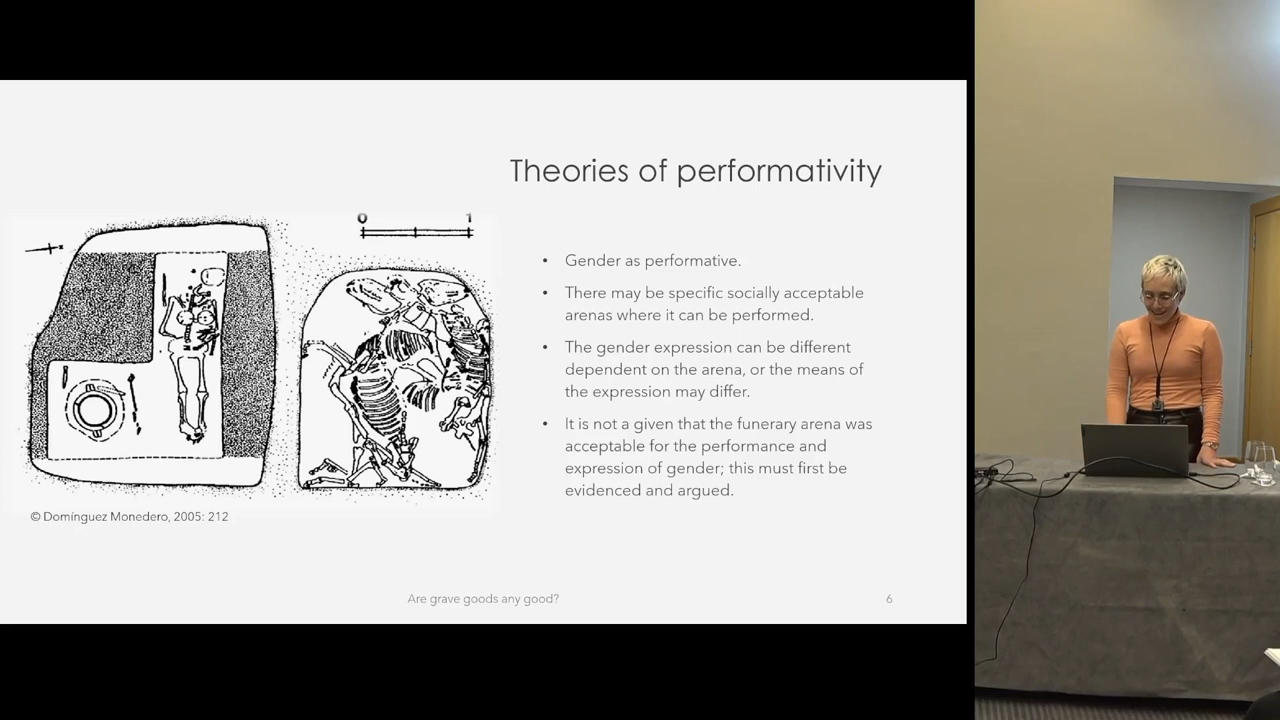 Theories of performativity
0 1
• Gender as performative.
• There may be specific socially acceptable
arenas where it can be performed.
• The gender expression can be different
dependent on the arena, or the means of
the expression may differ.
• It is not a given that the funerary arena was
acceptable for the performance and
expression of gender; this must first be
evidenced and argued.
© Domínguez Monedero, 2005: 212
Are grave goods any good? 6